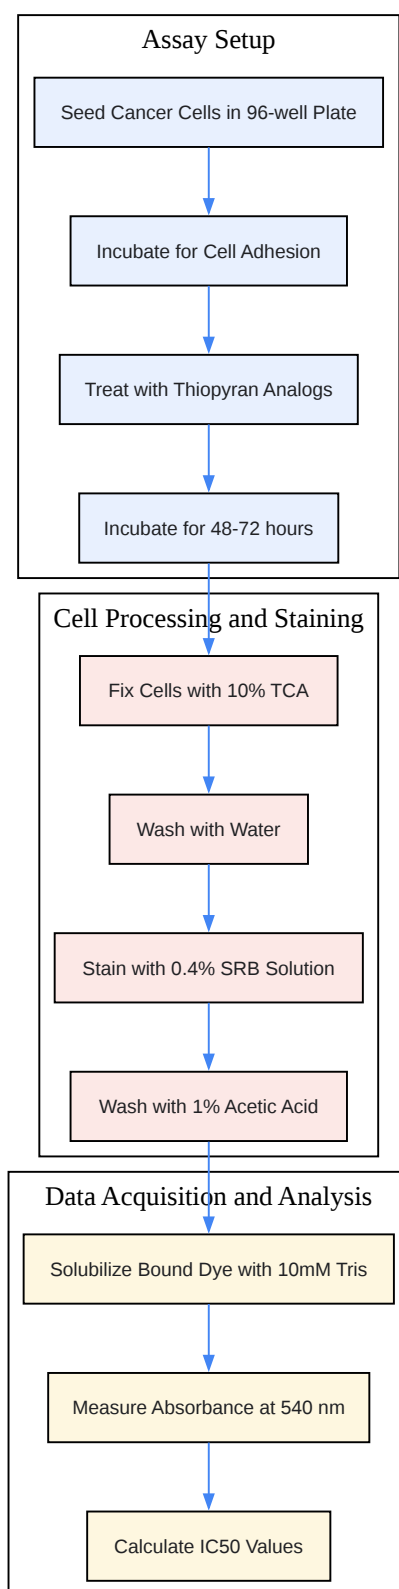 Assay Setup
Seed Cancer Cells in 96-well Plate
Incubate for Cell Adhesion
Treat with Thiopyran Analogs
Incubate for 48-72 hours
Cell Processing and Staining
Fix Cells with 10% TCA
Wash with Water
Stain with 0.4% SRB Solution
Wash with 1% Acetic Acid
Data Acquisition and Analysis
Solubilize Bound Dye with 10mM Tris
Measure Absorbance at 540 nm
Calculate IC50 Values